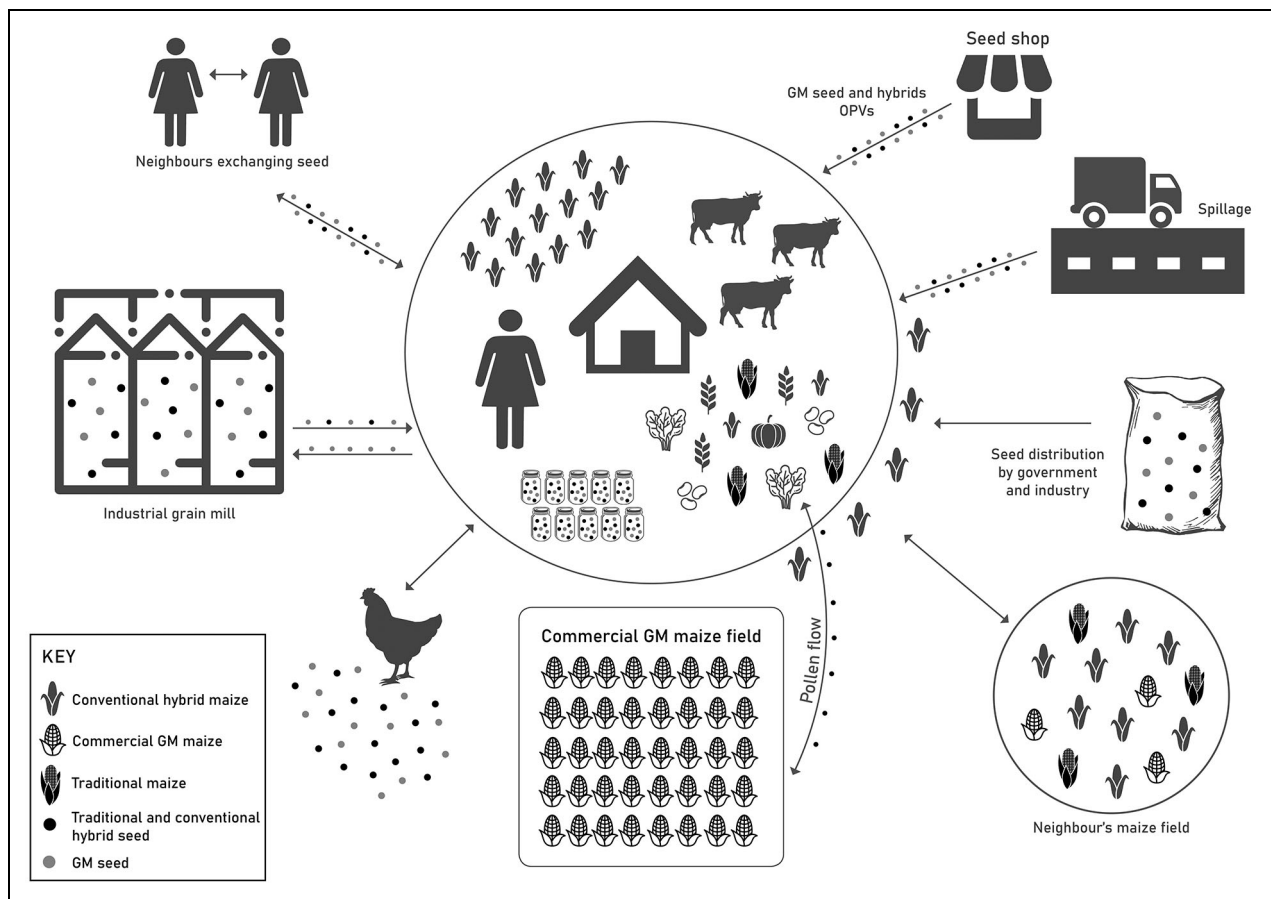 Seed shop
GM seed and hybrids
OPVs
Neighbours exchanging seed
Spillage
Seed distribution
by government
and industry
Industrial grain mill
Commercial GM maize field
Pollen flow
Neighbour's maize field
KEY
Conventional hybrid maize
Commercial GM maize
Traditional maize
Traditional and conventional
hybrid seed
GM seed